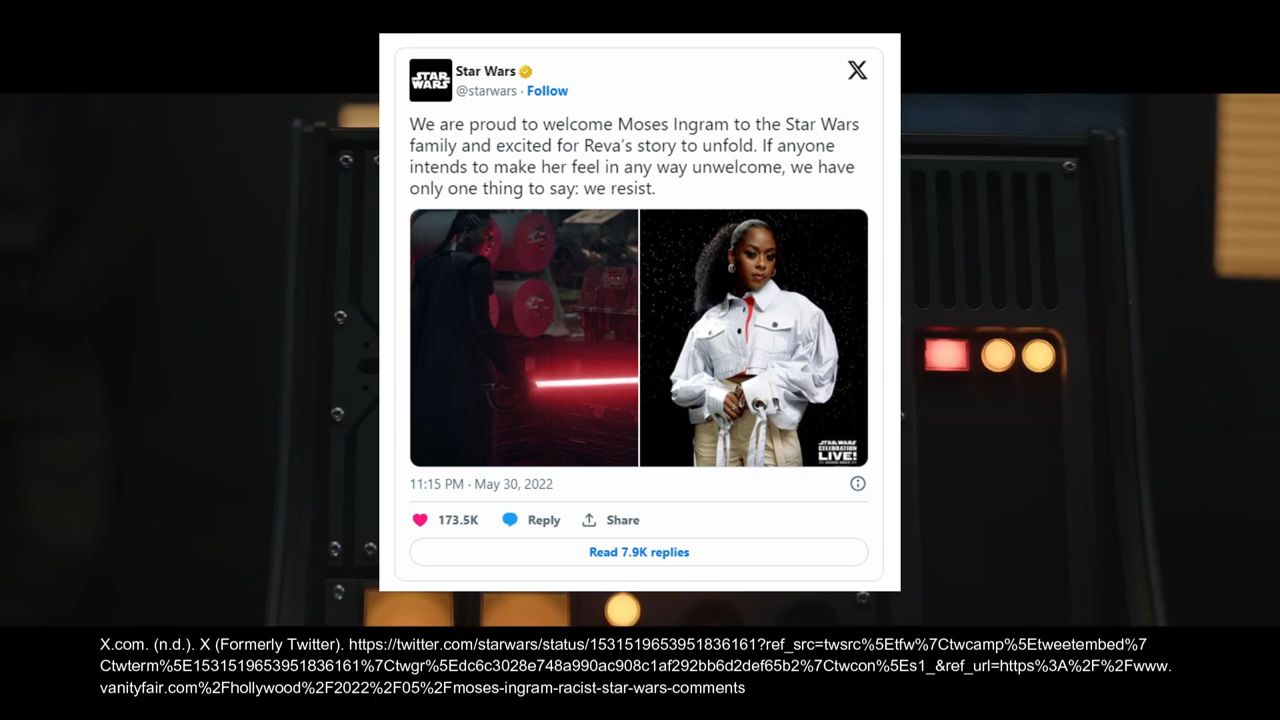 STAR
WARS
Star Wars
@starwars · Follow
We are proud to welcome Moses Ingram to the Star Wars
family and excited for Reva's story to unfold. If anyone
intends to make her feel in any way unwelcome, we have
only one thing to say: we resist.
STAR WARS
CELEBRATION
LIVE!
11:15 PM · May 30, 2022
173.5K Reply Share
Read 7.9K replies
X.com. (n.d.). X (Formerly Twitter). https://twitter.com/starwars/status/1531519653951836161?ref_src=twsrc%5Etfw%7Ctwcamp%5Etweetembed%7
Ctwterm%5E1531519653951836161%7Ctwgr%5Edc6c3028e748a990ac908c1af292bb6d2def65b2%7Ctwcon%5Es1_&ref_url=https%3A%2F%2Fwww.
vanityfair.com%2Fhollywood%2F2022%2F05%2Fmoses-ingram-racist-star-wars-comments